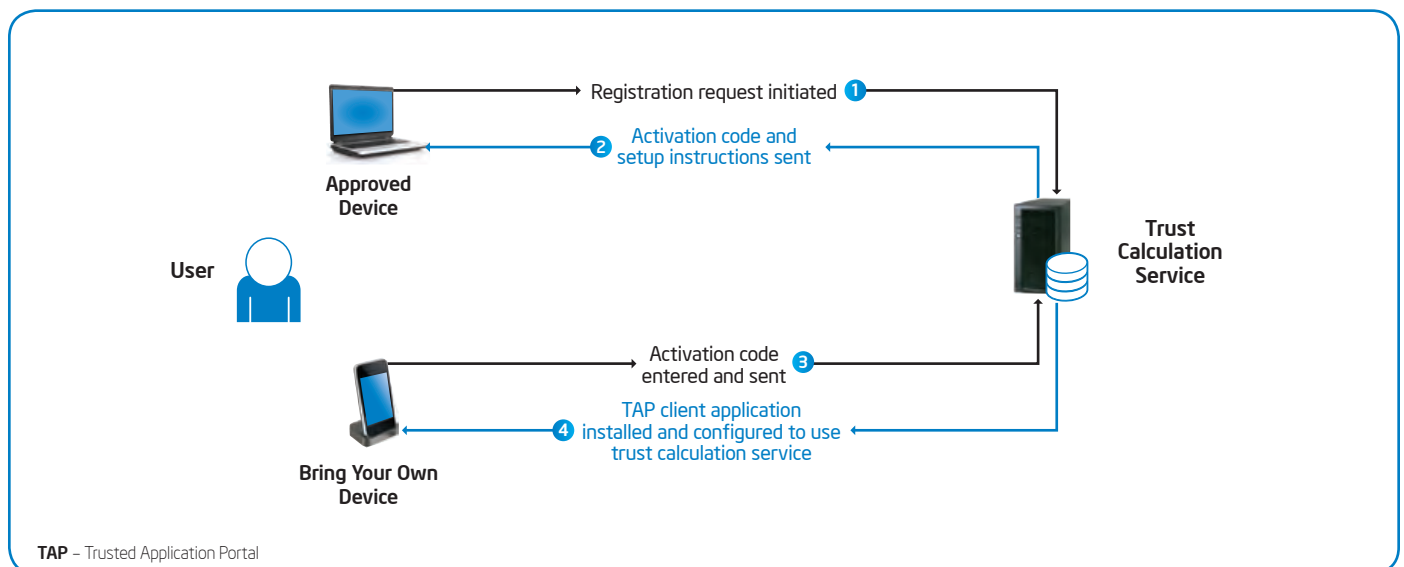 Registration request initiated 1
2 Activation code and
setup instructions sent
Approved
Device
User
Trust
Calculation
Service
Activation code 3
entered and sent
TAP client application
4 installed and configured to use
trust calculation service
Bring Your Own
Device
TAP – Trusted Application Portal